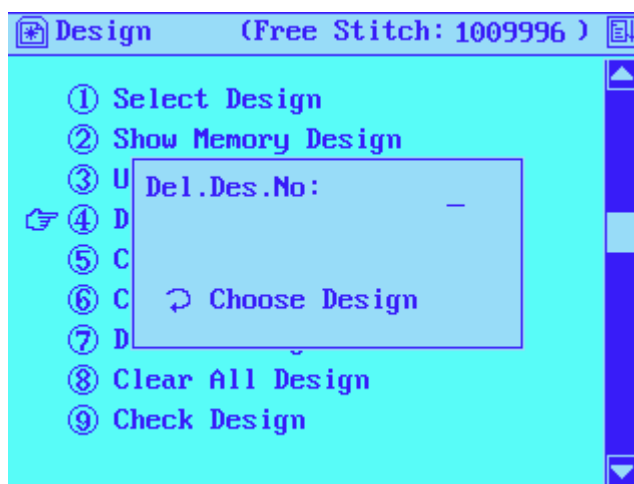 Design (Free Stitch: 1009996 )
① Select Design
② Show Memory Design
③ U
Del.Des.No: _
④ D
⑤ C
⑥ C
Choose Design
⑦ D
⑧ Clear All Design
⑨ Check Design